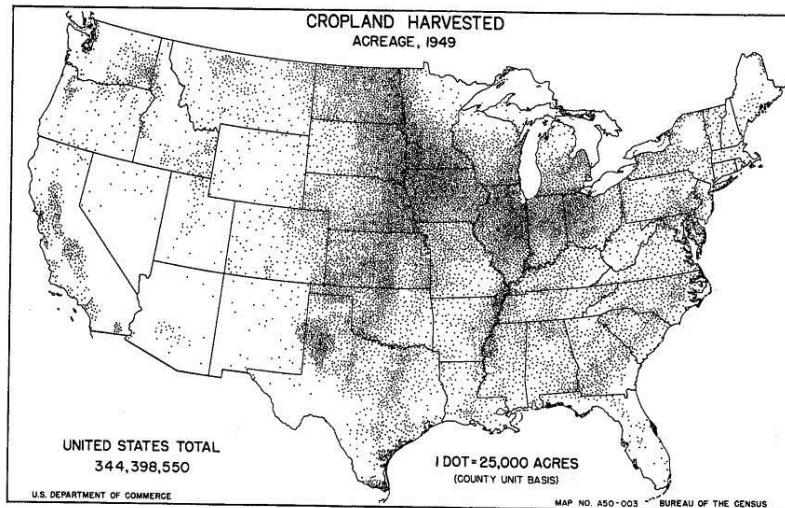 CROPLAND HARVESTED
ACREAGE, 1949
UNITED STATES TOTAL
344,398,550
1 DOT = 25,000 ACRES
(COUNTY UNIT BASIS)
U.S. DEPARTMENT OF COMMERCE
MAP NO. A50-003 BUREAU OF THE CENSUS